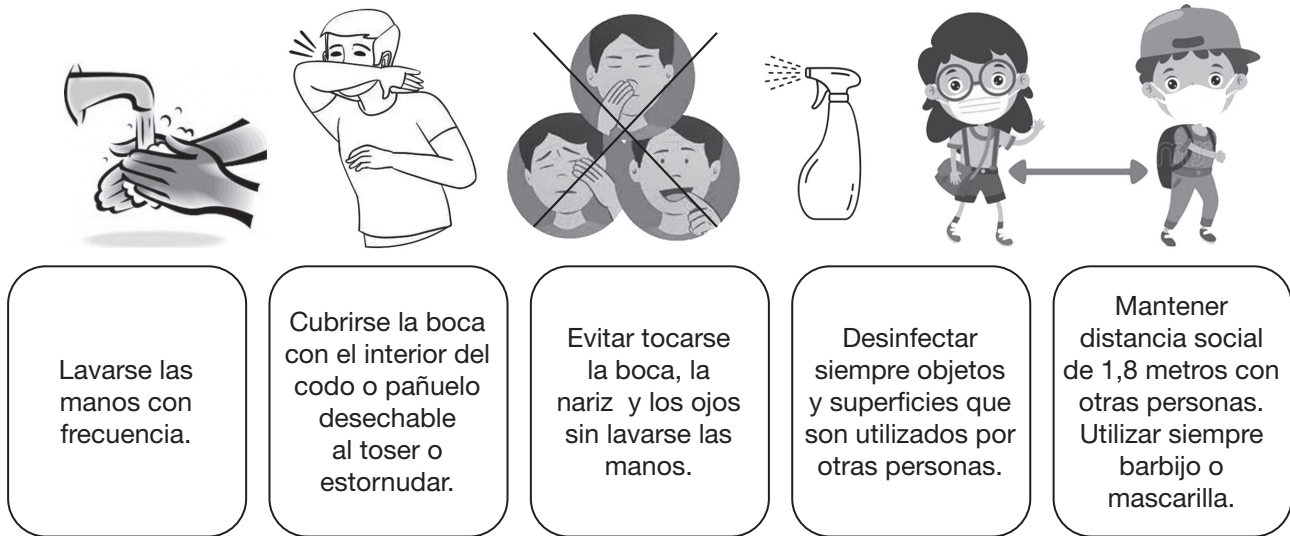 Lavarse las
manos con
frecuencia.
Cubrirse la boca
con el interior del
codo o pañuelo
desechable
al toser o
estornudar.
Evitar tocarse
la boca, la
nariz y los ojos
sin lavarse las
manos.
Desinfectar
siempre objetos
y superficies que
son utilizados por
otras personas.
Mantener
distancia social
de 1,8 metros con
otras personas.
Utilizar siempre
barbijo o
mascarilla.